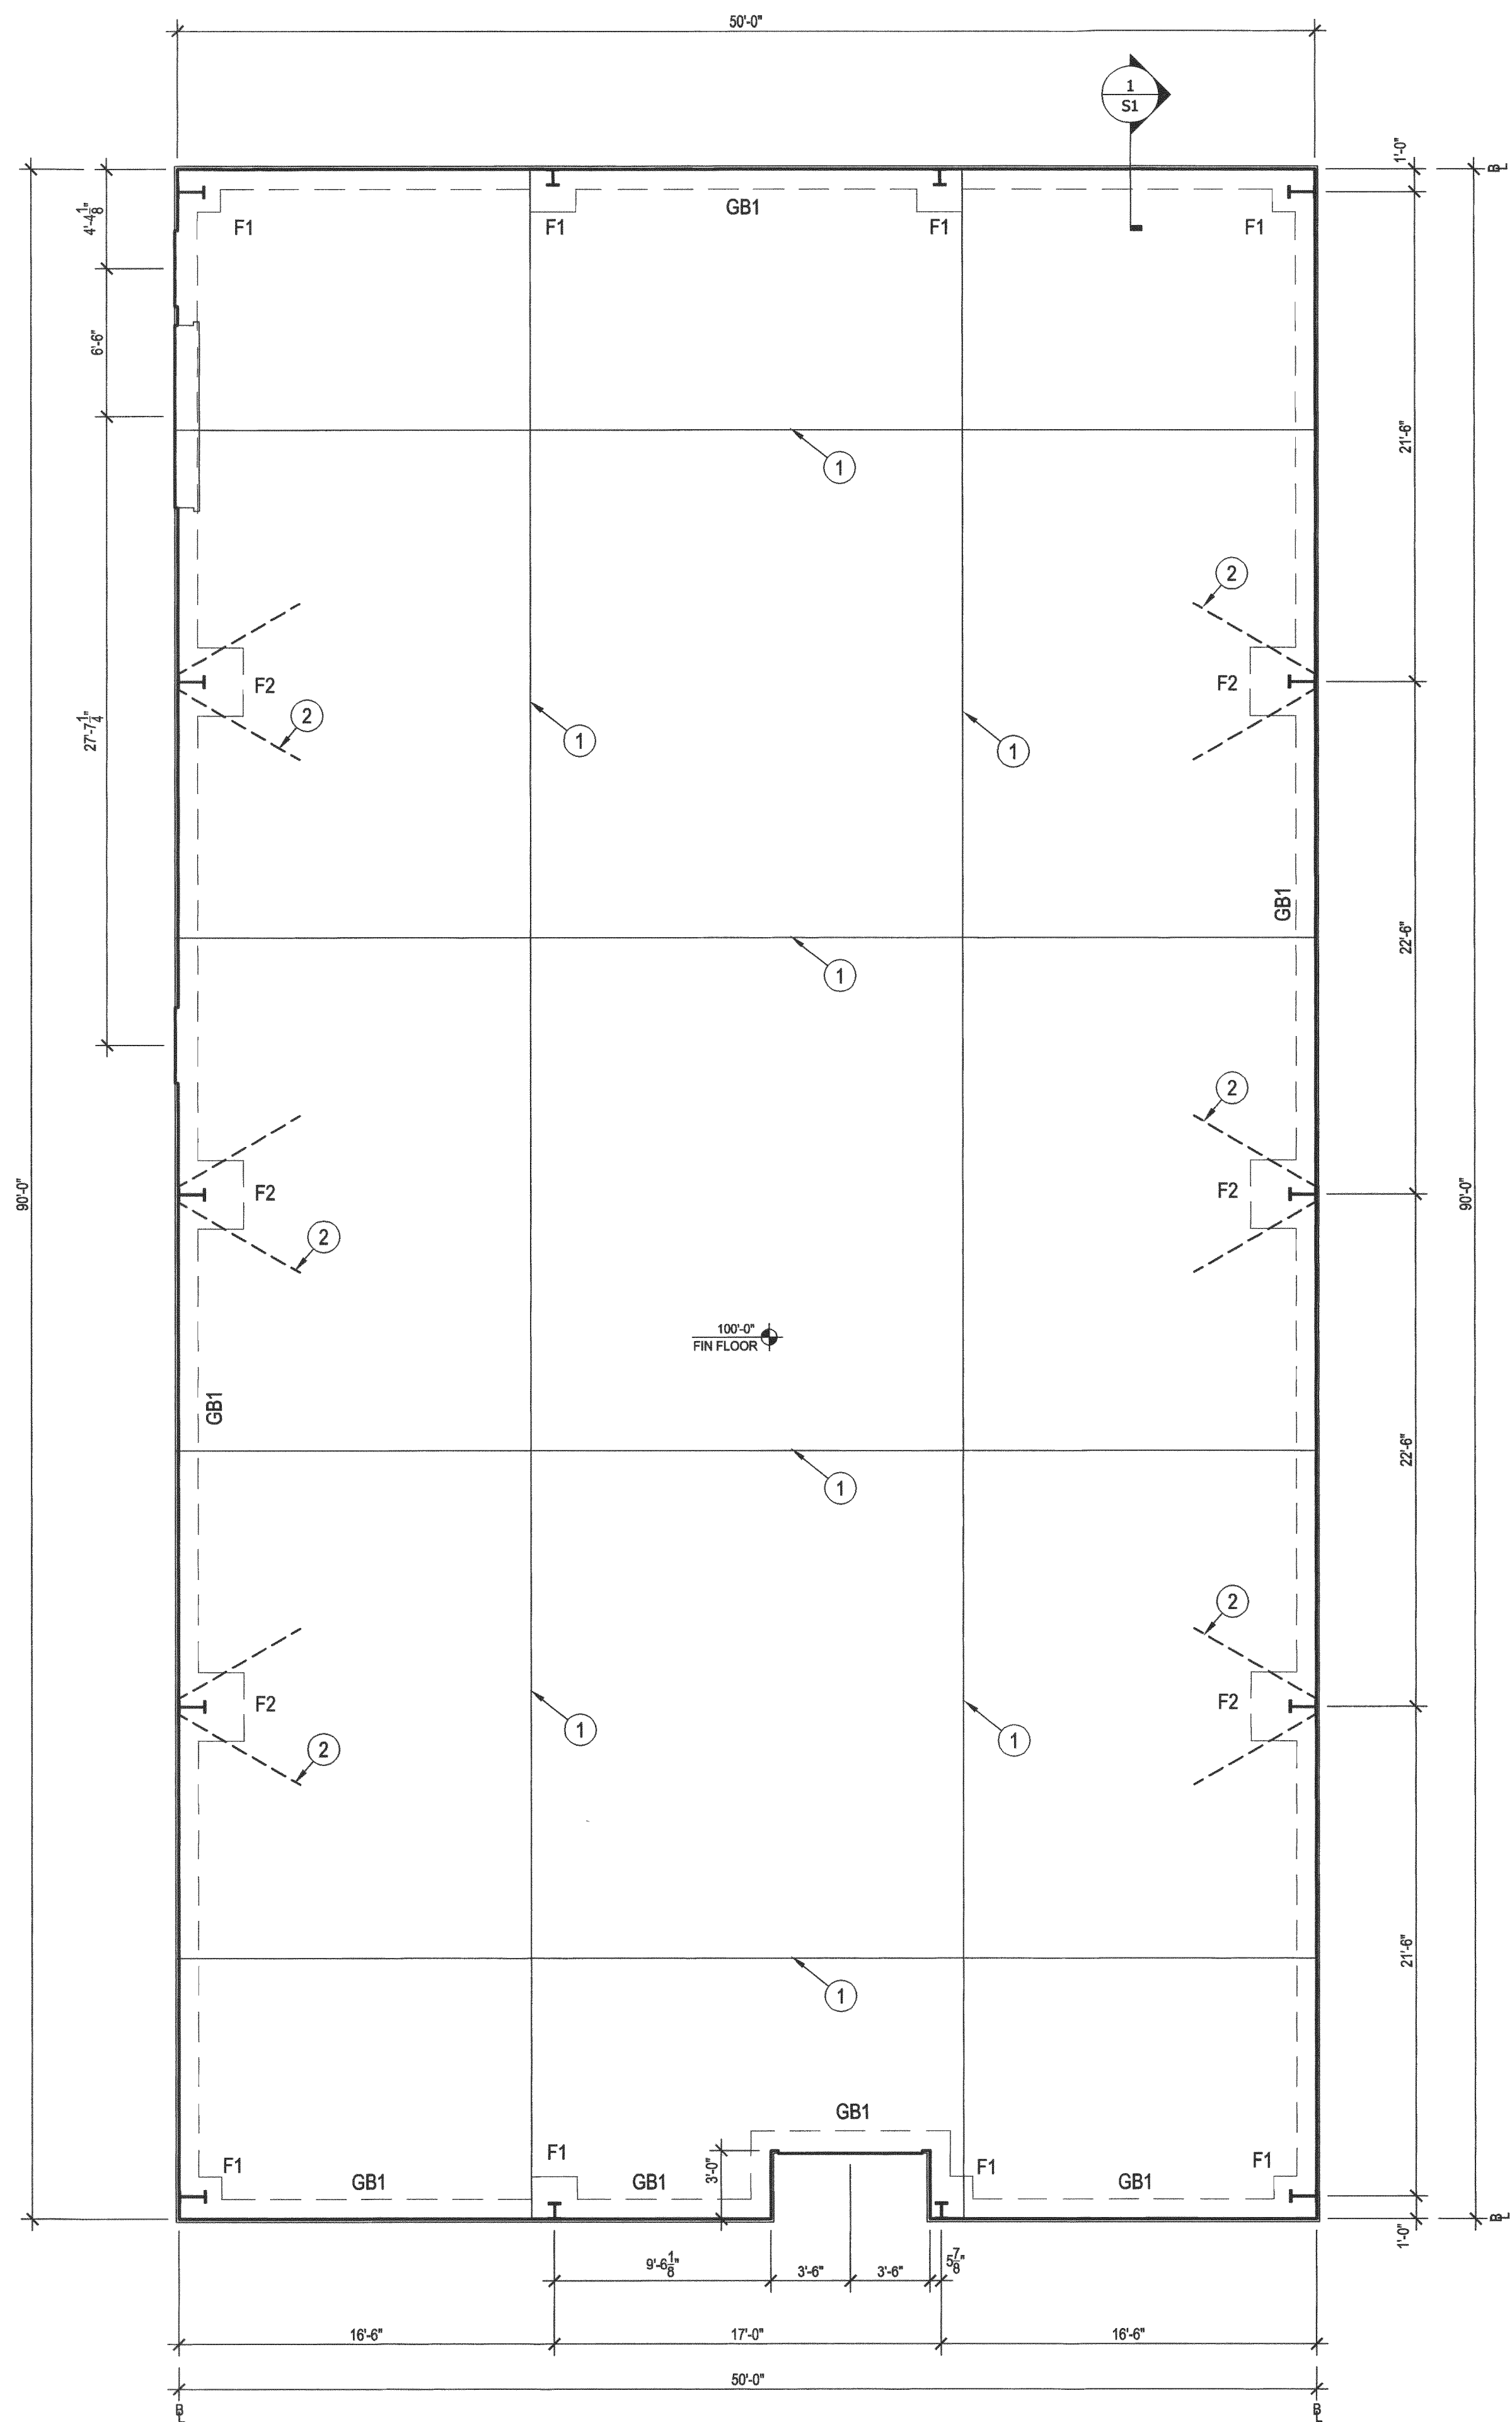 50'-0"
1
S1
1'-0"
B
L
4'-4 1/8"
F1
F1
GB1
F1
F1
6'-6"
21'-6"
1
2
27'-7 1/4"
F2
F2
2
1
1
GB1
22'-6"
1
2
90'-0"
F2
F2
90'-0"
2
100'-0"
FIN FLOOR
GB1
22'-6"
1
2
F2
F2
2
1
1
21'-6"
1
GB1
F1
F1
F1
F1
GB1
3'-0"
GB1
GB1
1'-0"
B
L
9'-6 1/8"
3'-6"
3'-6"
5 7/8"
16'-6"
17'-0"
16'-6"
50'-0"
B
L
B
L